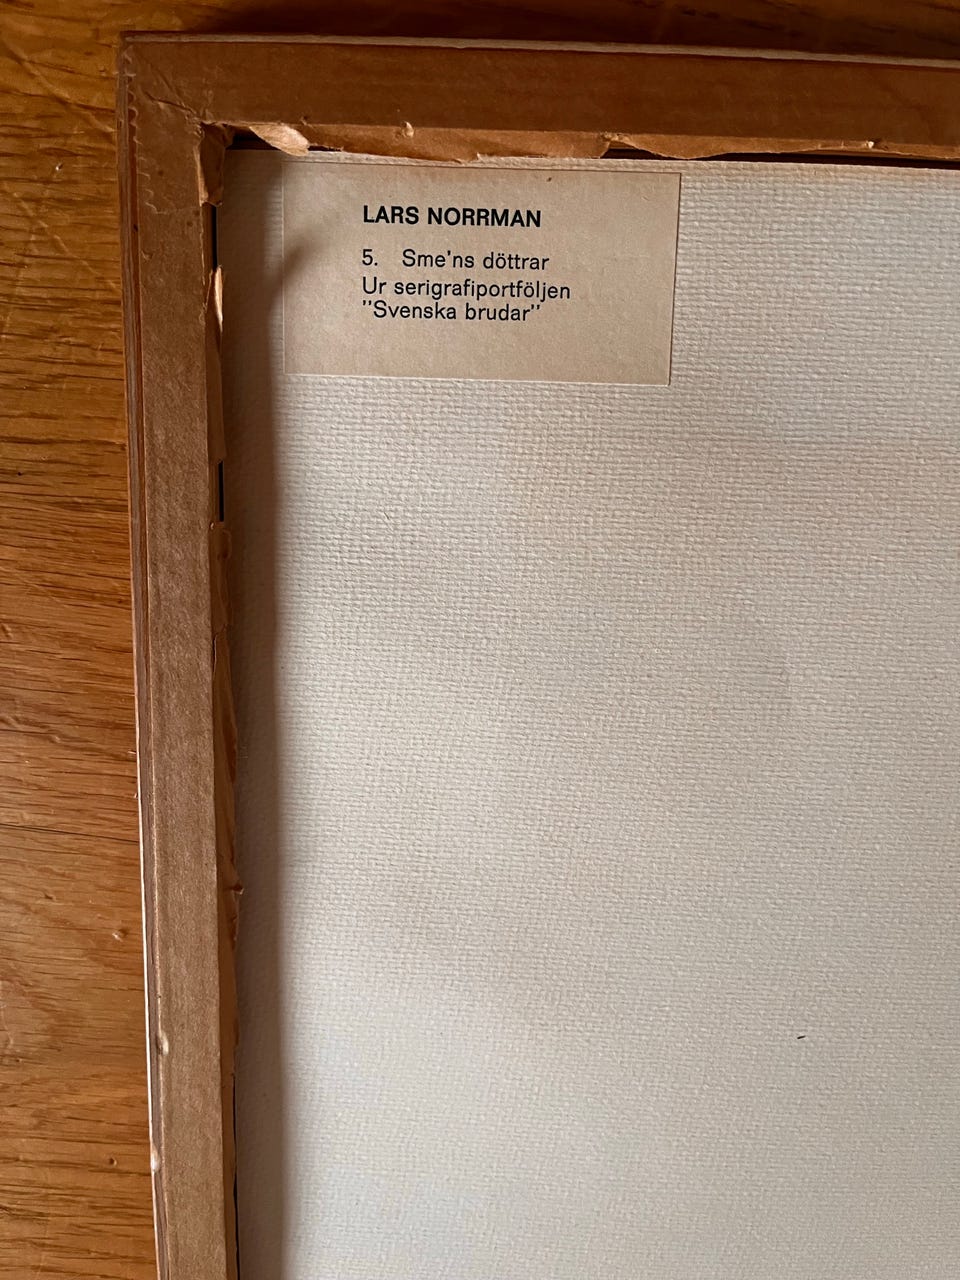 LARS NORRMAN
5. Sme'ns döttrar
Ur serigrafiportföljen
"Svenska brudar"